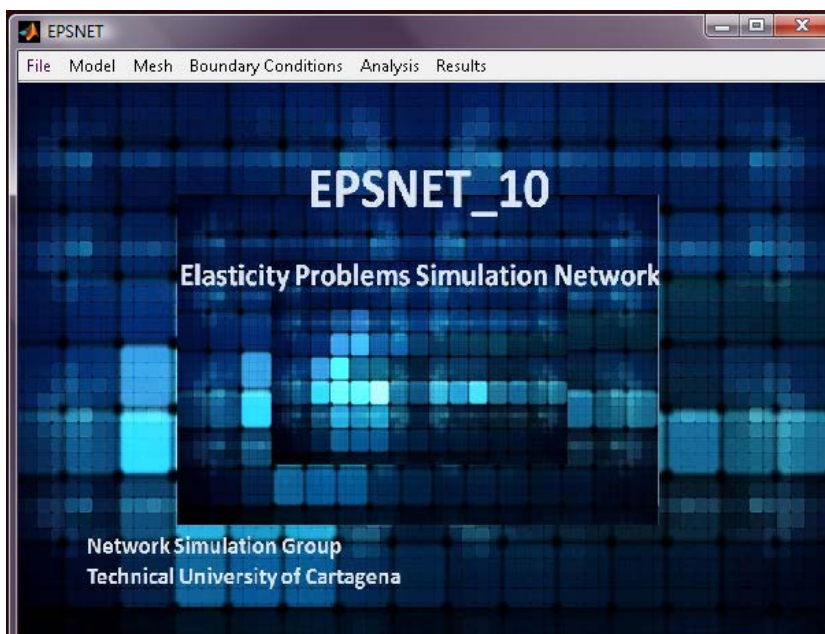 EPSNET
File Model Mesh Boundary Conditions Analysis Results
EPSNET_10
Elasticity Problems Simulation Network
Network Simulation Group
Technical University of Cartagena